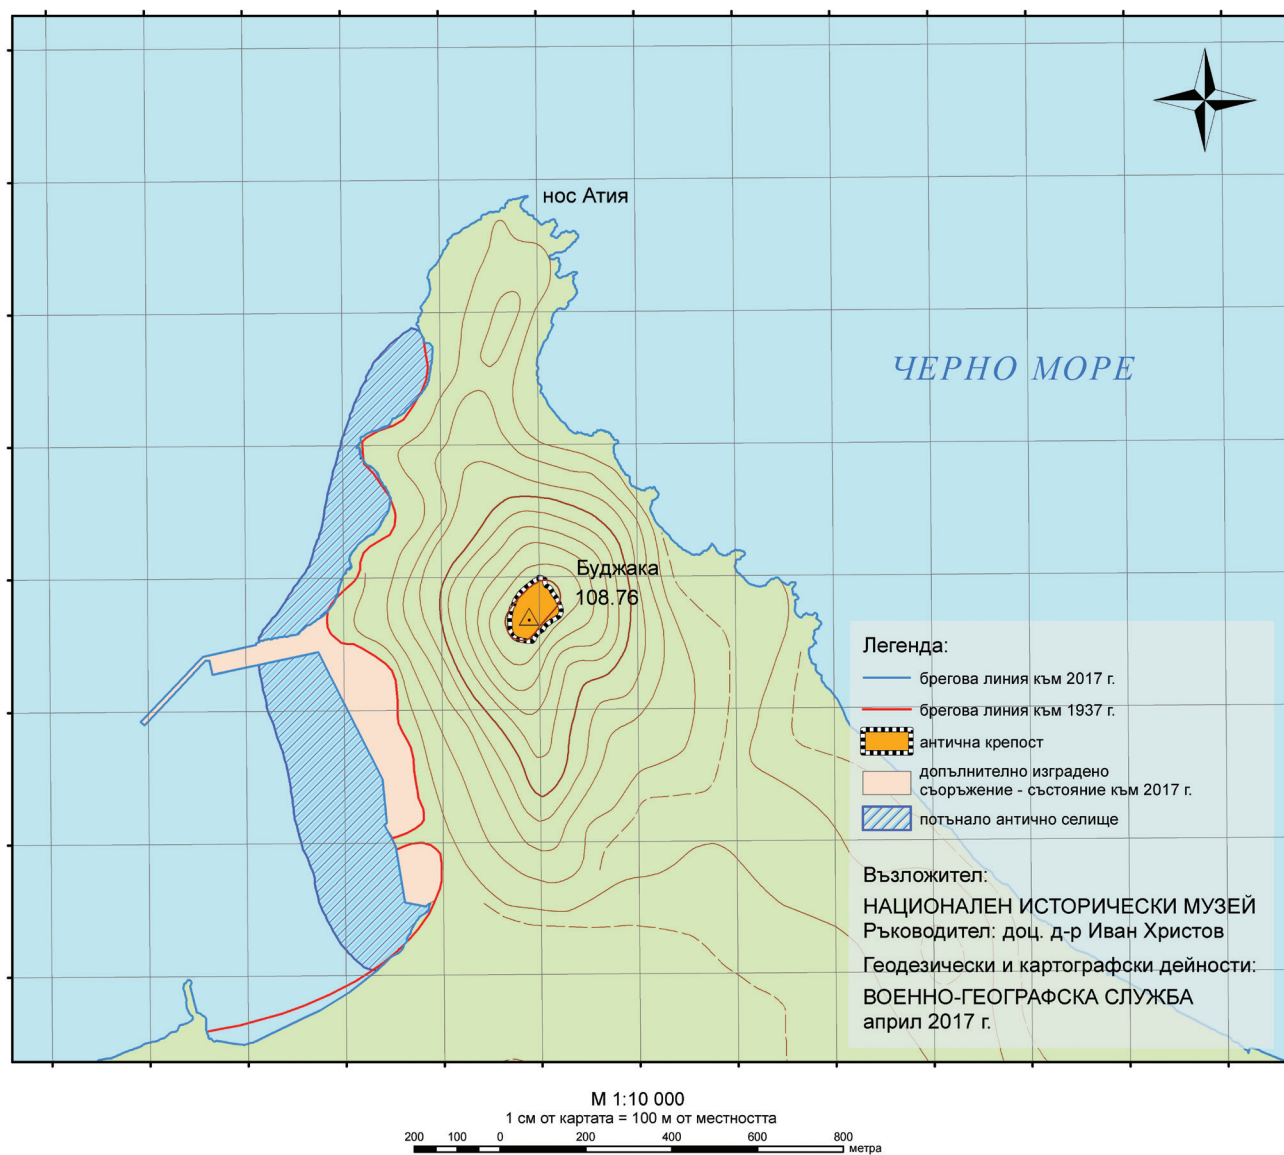 нос Атия
ЧЕРНО МОРЕ
Буджака
108.76
Легенда:
брегова линия към 2017 г.
брегова линия към 1937 г.
антична крепост
допълнително изградено
съоръжение - състояние към 2017 г.
потънало антично селище
Възложител:
НАЦИОНАЛЕН ИСТОРИЧЕСКИ МУЗЕЙ
Ръководител: доц. д-р Иван Христов
Геодезически и картографски дейности:
ВОЕННО-ГЕОГРАФСКА СЛУЖБА
април 2017 г.
М 1:10 000
1 см от картата = 100 м от местността
200 100 0 200 400 600 800
метра